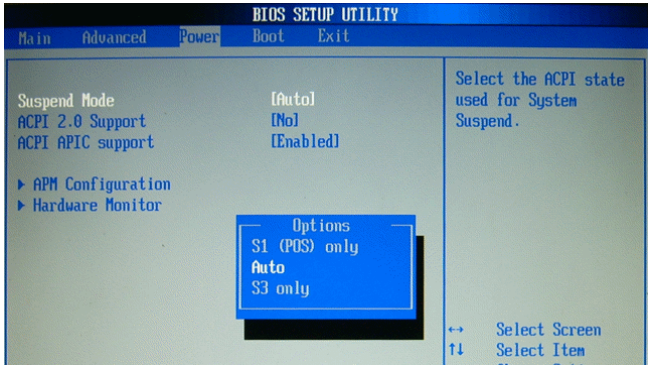 BIOS SETUP UTILITY
Main Advanced Power Boot Exit
Suspend Mode [Auto]
ACPI 2.0 Support [No]
ACPI APIC support [Enabled]
▶ APM Configuration
▶ Hardware Monitor
Options
S1 (POS) only
Auto
S3 only
Select the ACPI state
used for System
Suspend.
↔ Select Screen
↑↓ Select Item